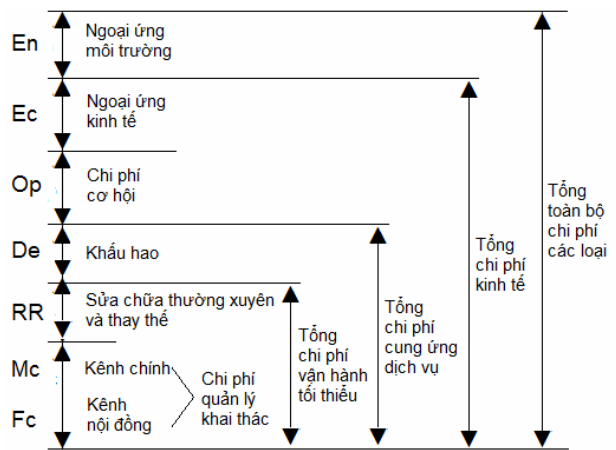 En
Ngoại ứng
môi trường
Ec
Ngoại ứng
kinh tế
Op
Chi phí
cơ hội
De
Khấu hao
RR
Sửa chữa thường xuyên
và thay thế
Mc
Kênh chính
Fc
Kênh
nội đồng
Chi phí
quản lý
khai thác
Tổng
chi phí
vận hành
tối thiểu
Tổng
chi phí
cung ứng
dịch vụ
Tổng
chi phí
kinh tế
Tổng
toàn bộ
chi phí
các loại